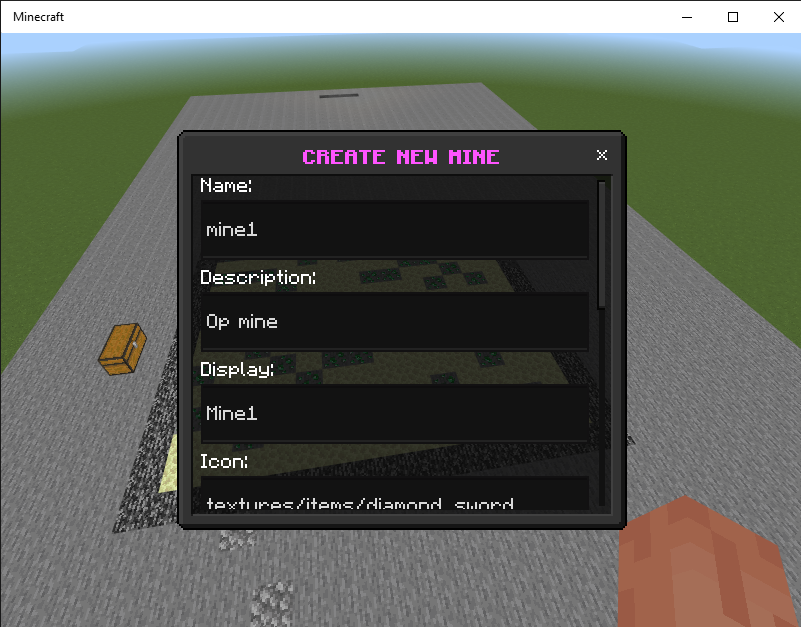 Minecraft
CREATE NEW MINE
Name:
mine1
Description:
Op mine
Display:
Mine1
Icon:
textures/items/diamond_sword